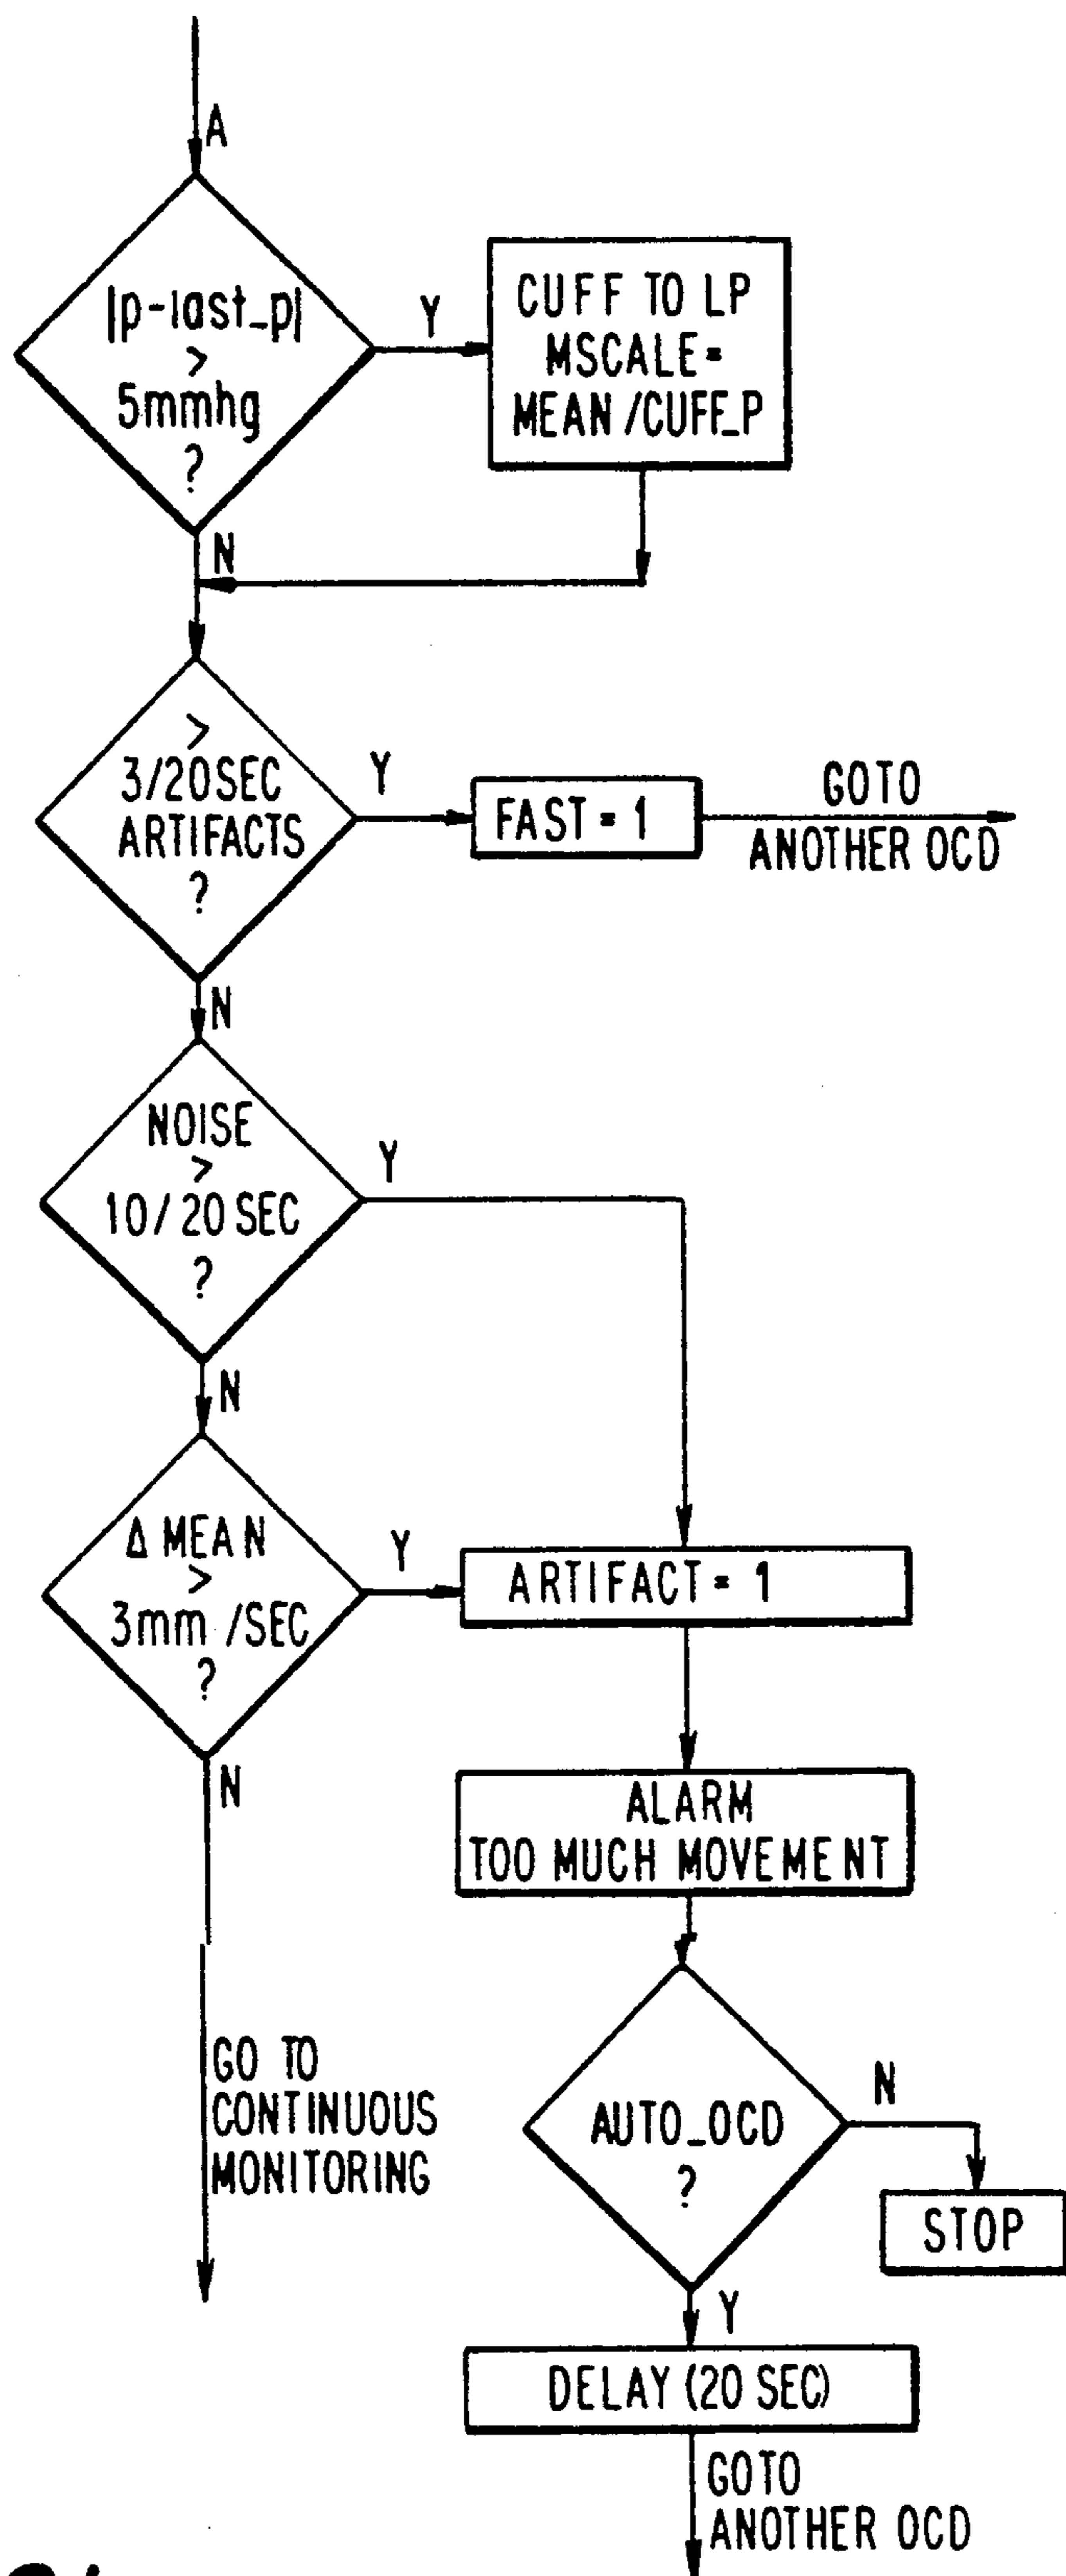 A
|p-last_p|
>
5mmhg
?
Y
CUFF TO LP
MSCALE=
MEAN/CUFF_P
N
>
3/20SEC
ARTIFACTS
?
Y
FAST = 1
GOTO
ANOTHER OCD
N
NOISE
>
10/20 SEC
?
Y
N
Δ MEAN
>
3mm/SEC
?
Y
ARTIFACT = 1
N
ALARM
TOO MUCH MOVEMENT
GO TO
CONTINUOUS
MONITORING
AUTO_OCD
?
N
STOP
Y
DELAY (20 SEC)
GOTO
ANOTHER OCD